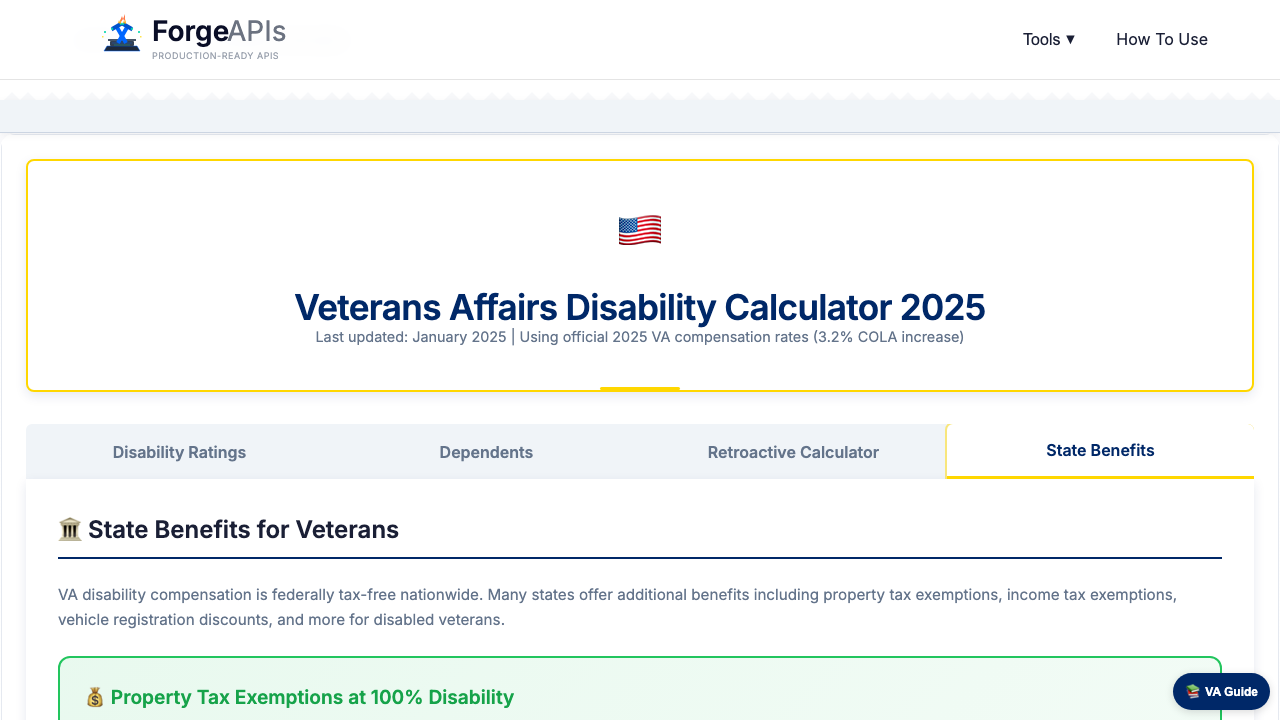 ForgeAPIs
PRODUCTION-READY APIS
Tools ▼
How To Use
Veterans Affairs Disability Calculator 2025
Last updated: January 2025 | Using official 2025 VA compensation rates (3.2% COLA increase)
Disability Ratings
Dependents
Retroactive Calculator
State Benefits
State Benefits for Veterans
VA disability compensation is federally tax-free nationwide. Many states offer additional benefits including property tax exemptions, income tax exemptions,
vehicle registration discounts, and more for disabled veterans.
Property Tax Exemptions at 100% Disability
VA Guide